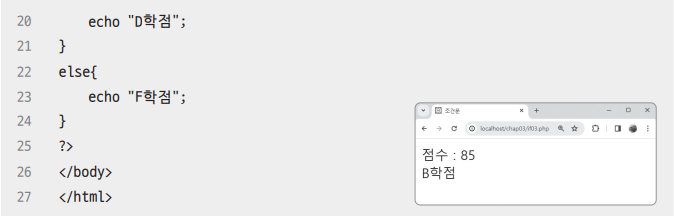 20 echo "D학점";
21 }
22 else{
23 echo "F학점";
24 }
25 ?>
26 </body>
27 </html>
조건문
localhost/chap03/if03.php
점수 : 85
B학점